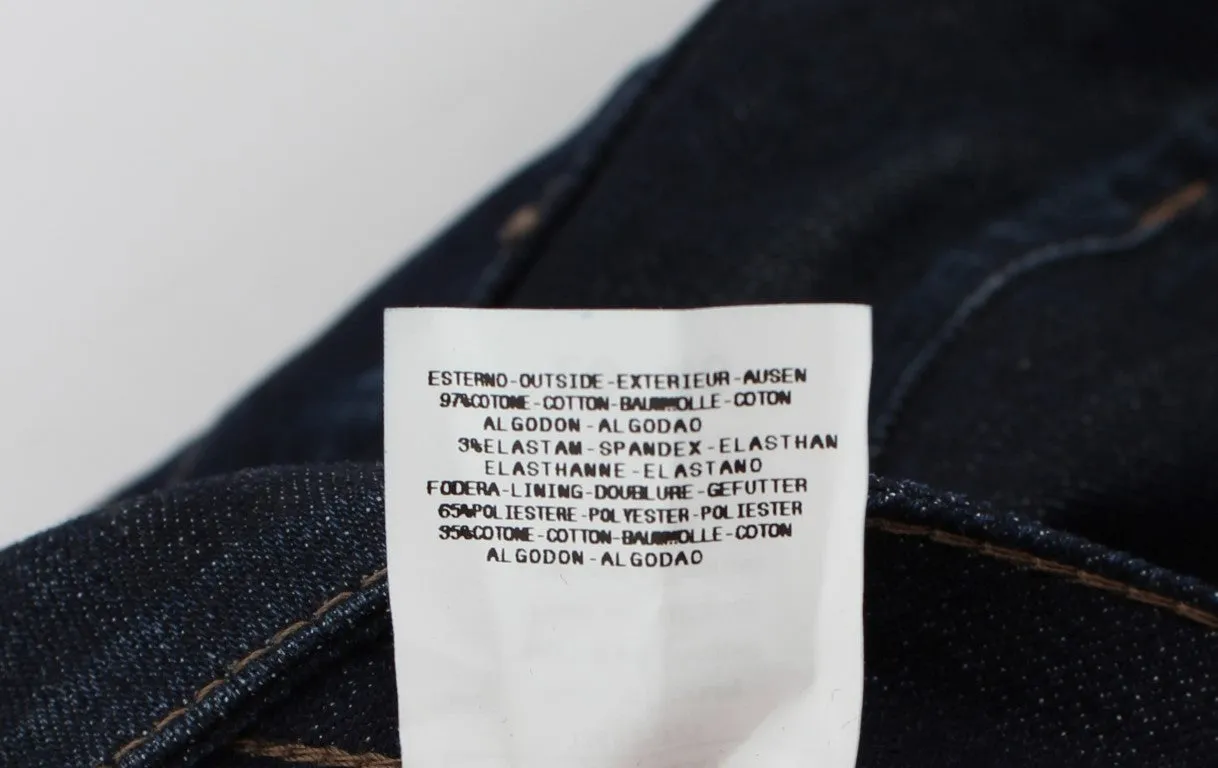 ESTERNO-OUTSIDE-EXTERIEUR-AUSEN
97%COTONE-COTTON-BAUMWOLLE-COTON
ALGODON-ALGODAO
3%ELASTAM-SPANDEX-ELASTHAN
ELASTHANNE-ELASTANO
FODERA-LINING-DOUBLURE-GEFUTTER
65%POLIESTERE-POLYESTER-POLIESTER
35%COTONE-COTTON-BAUMWOLLE-COTON
ALGODON-ALGODAO